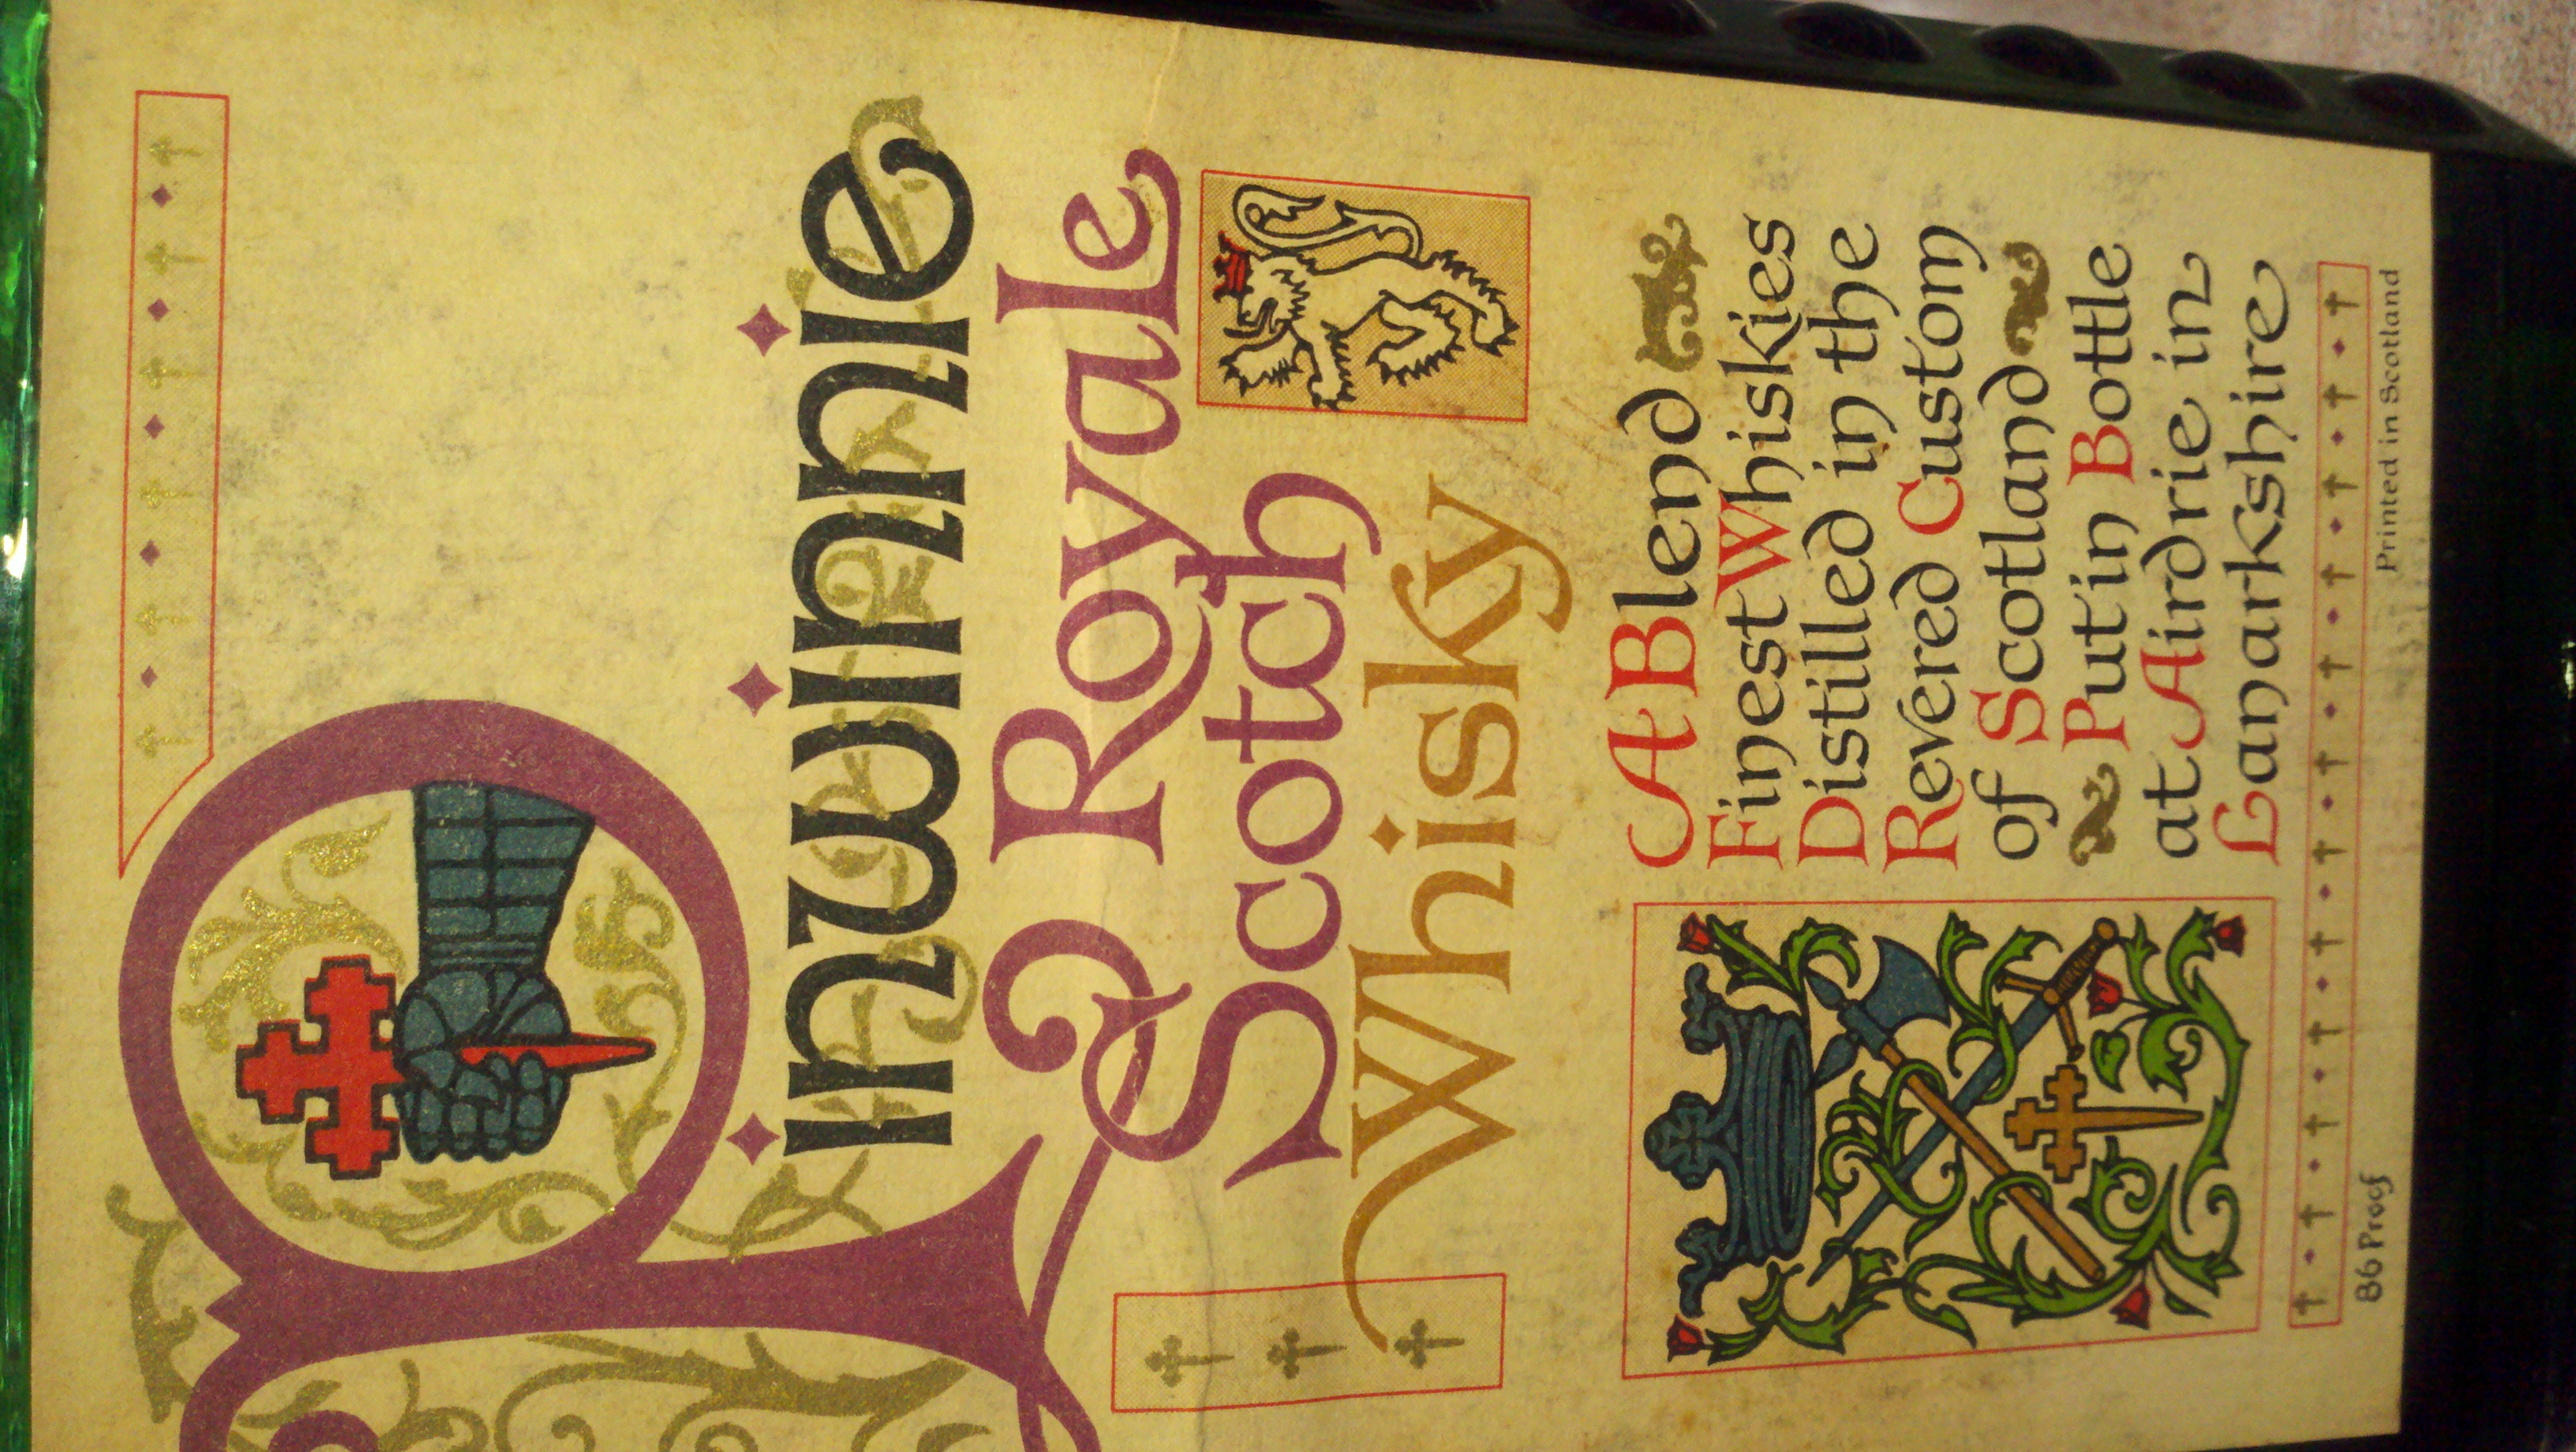 Pinwinnie
Royale
Scotch
Whisky
A Blend
Finest Whiskies
Distilled in the
Revered Custom
of Scotland
Put in Bottle
at Airdrie in
Lanarkshire
86 Proof
Printed in Scotland